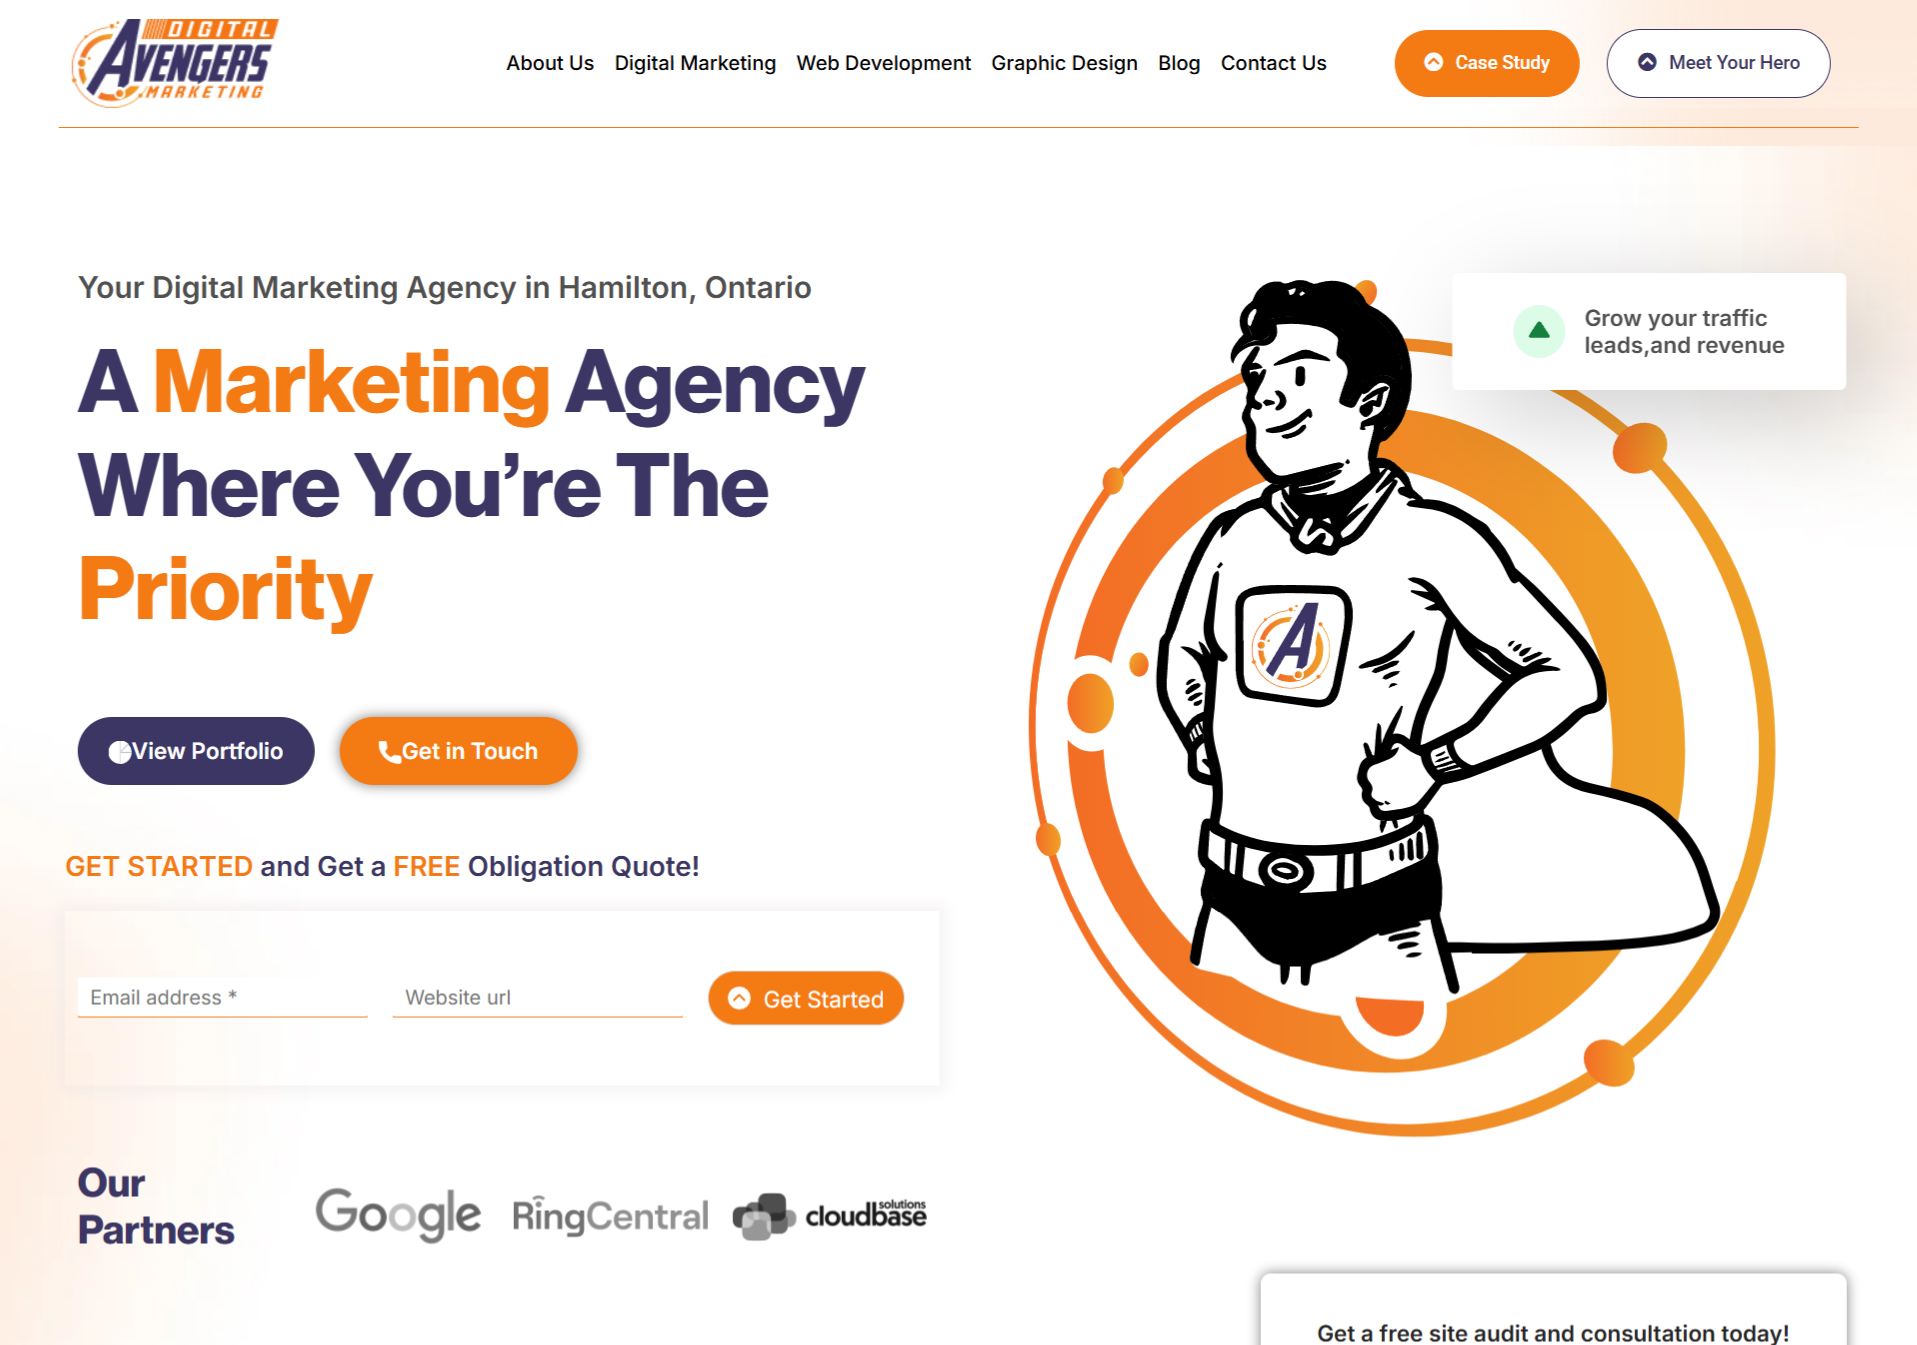 DIGITAL
AVENGERS
MARKETING
About Us Digital Marketing Web Development Graphic Design Blog Contact Us
Case Study
Meet Your Hero
Your Digital Marketing Agency in Hamilton, Ontario
A Marketing Agency
Where You’re The
Priority
Grow your traffic
leads,and revenue
A
View Portfolio
Get in Touch
GET STARTED and Get a FREE Obligation Quote!
Email address *
Website url
Get Started
Our
Partners
Google
RingCentral
cloudbase solutions
Get a free site audit and consultation today!